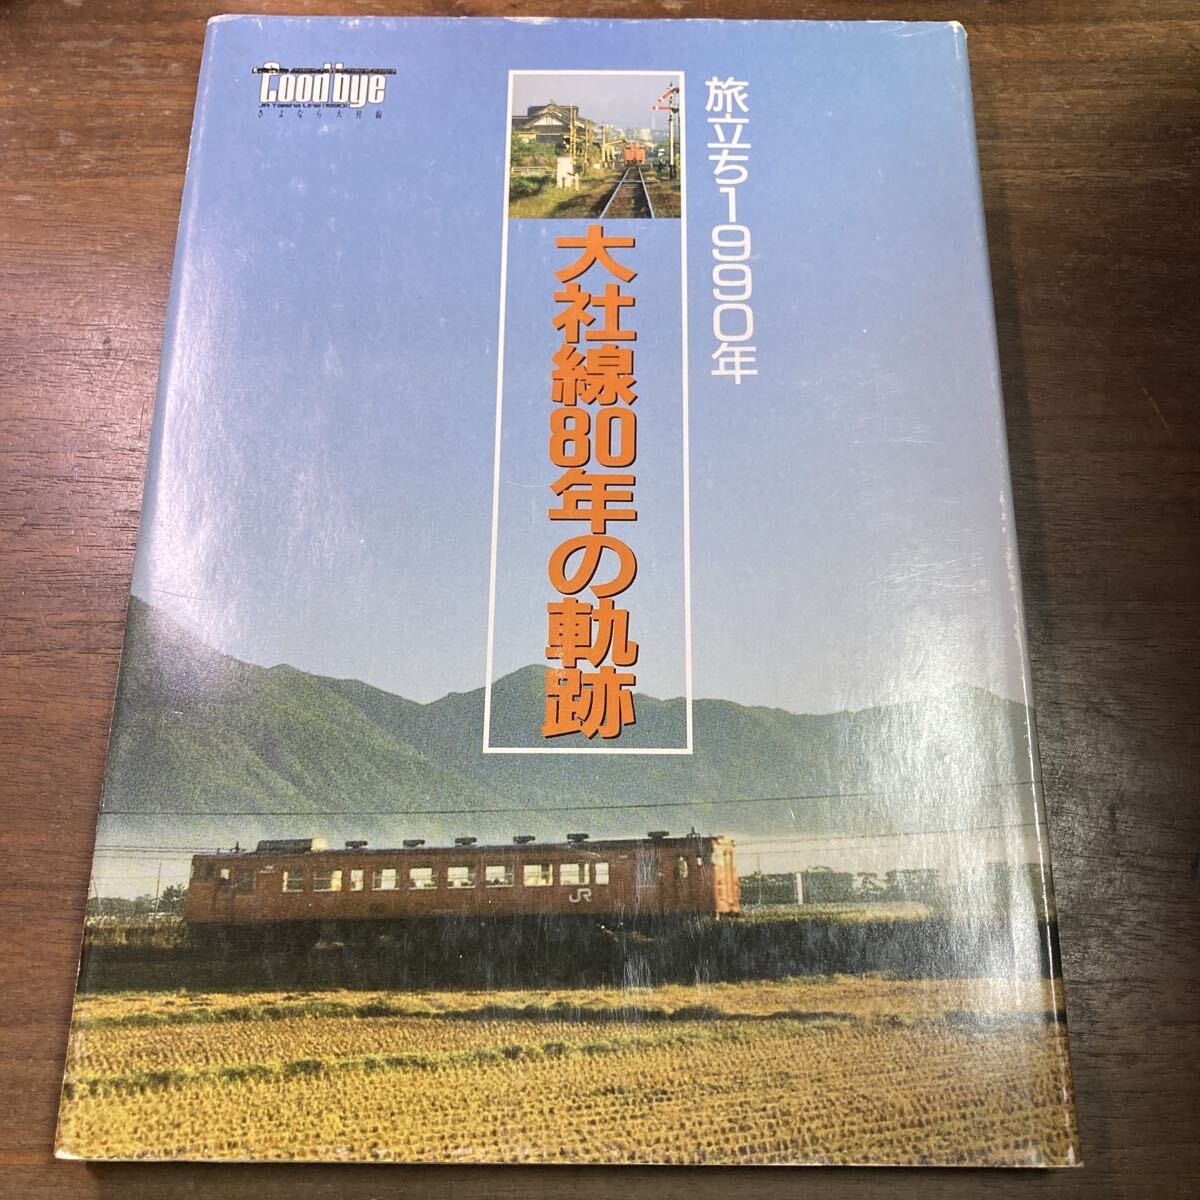 Good bye
JR Taisha Line (1990)
さよなら大社線
旅立ち1990年
大社線80年の軌跡
JR